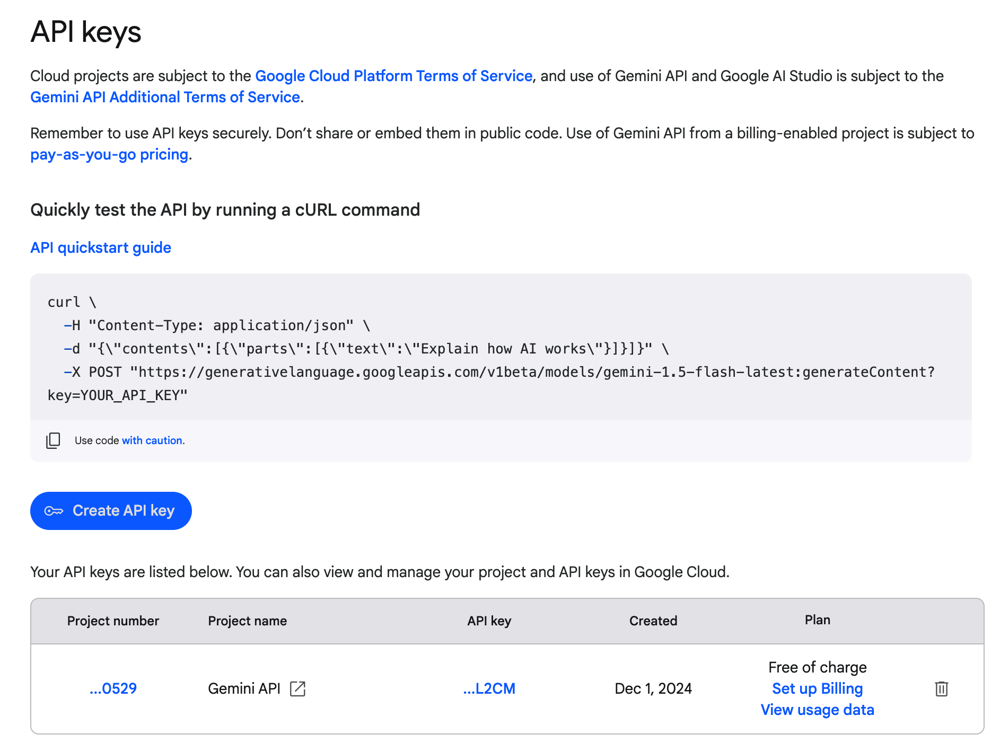 API keys
Cloud projects are subject to the Google Cloud Platform Terms of Service, and use of Gemini API and Google AI Studio is subject to the
Gemini API Additional Terms of Service.
Remember to use API keys securely. Don’t share or embed them in public code. Use of Gemini API from a billing-enabled project is subject to
pay-as-you-go pricing.
Quickly test the API by running a cURL command
API quickstart guide
curl \
  -H "Content-Type: application/json" \
  -d "{\"contents\":[{\"parts\":[{\"text\":\"Explain how AI works\"}]}]}" \
  -X POST "https://generativelanguage.googleapis.com/v1beta/models/gemini-1.5-flash-latest:generateContent?
key=YOUR_API_KEY"
Use code with caution.
Create API key
Your API keys are listed below. You can also view and manage your project and API keys in Google Cloud.
Project number Project name API key Created Plan
...0529 Gemini API ...L2CM Dec 1, 2024 Free of charge
Set up Billing
View usage data